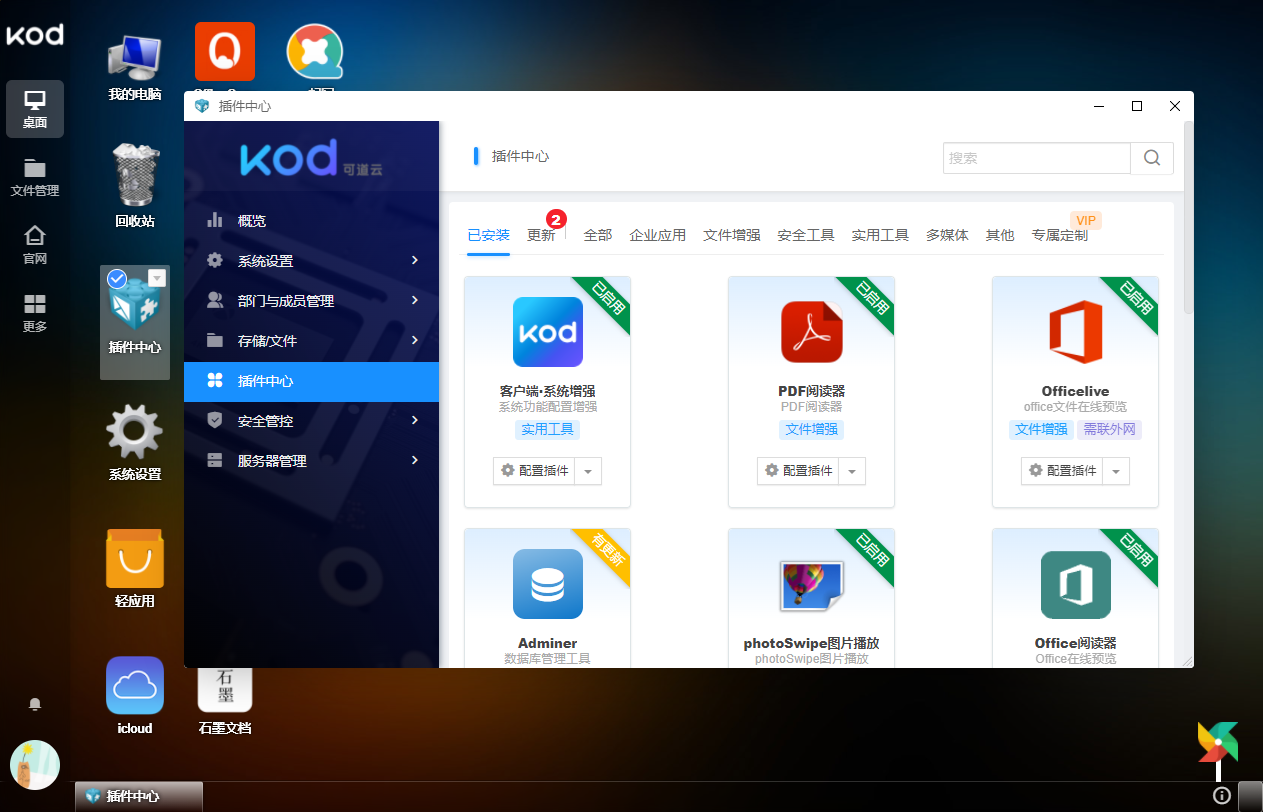 kod
桌面
文件管理
官网
更多
我的电脑
回收站
插件中心
系统设置
轻应用
icloud
石墨
石墨文档
插件中心
kod 可道云
概览
系统设置
部门与成员管理
存储/文件
插件中心
安全管控
服务器管理
插件中心
搜索
已安装
更新
2
全部
企业应用
文件增强
安全工具
实用工具
多媒体
其他
专属定制
VIP
已启用
kod
客户端·系统增强
系统功能配置增强
实用工具
配置插件
已启用
PDF阅读器
PDF阅读器
文件增强
配置插件
已启用
Officelive
office文件在线预览
文件增强 需联外网
配置插件
有更新
Adminer
数据库管理工具
已启用
photoSwipe图片播放
photoSwipe图片播放
已启用
Office阅读器
Office在线预览
插件中心